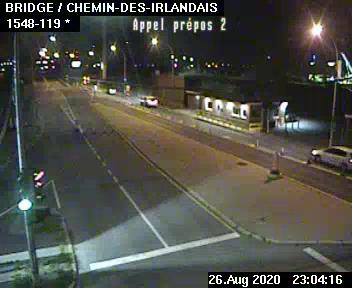 BRIDGE / CHEMIN-DES-IRLANDAIS
1548-119 *
Appel prépos 2
26.Aug 2020 23:04:16